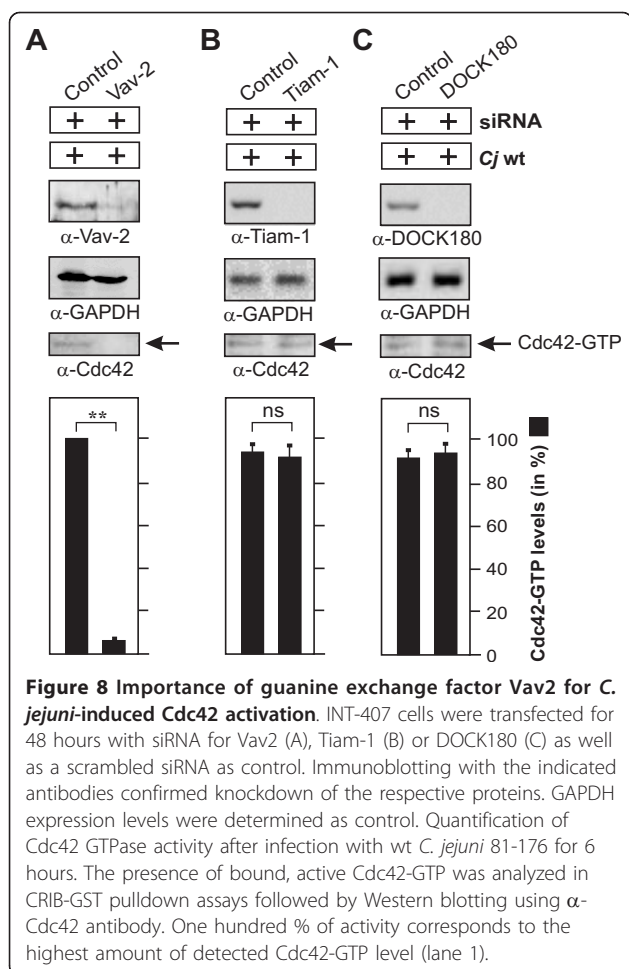 A B C
Control Vav-2 Control Tiam-1 Control DOCK180
+ + + + + + siRNA
+ + + + + + Cj wt
α-Vav-2 α-Tiam-1 α-DOCK180
α-GAPDH α-GAPDH α-GAPDH
Cdc42-GTP
α-Cdc42 α-Cdc42 α-Cdc42
** ns ns
100
80
60
40
20
0
Cdc42-GTP levels (in %)
Figure 8 Importance of guanine exchange factor Vav2 for C.
jejuni-induced Cdc42 activation. INT-407 cells were transfected for
48 hours with siRNA for Vav2 (A), Tiam-1 (B) or DOCK180 (C) as well
as a scrambled siRNA as control. Immunoblotting with the indicated
antibodies confirmed knockdown of the respective proteins. GAPDH
expression levels were determined as control. Quantification of
Cdc42 GTPase activity after infection with wt C. jejuni 81-176 for 6
hours. The presence of bound, active Cdc42-GTP was analyzed in
CRIB-GST pulldown assays followed by Western blotting using α-
Cdc42 antibody. One hundred % of activity corresponds to the
highest amount of detected Cdc42-GTP level (lane 1).